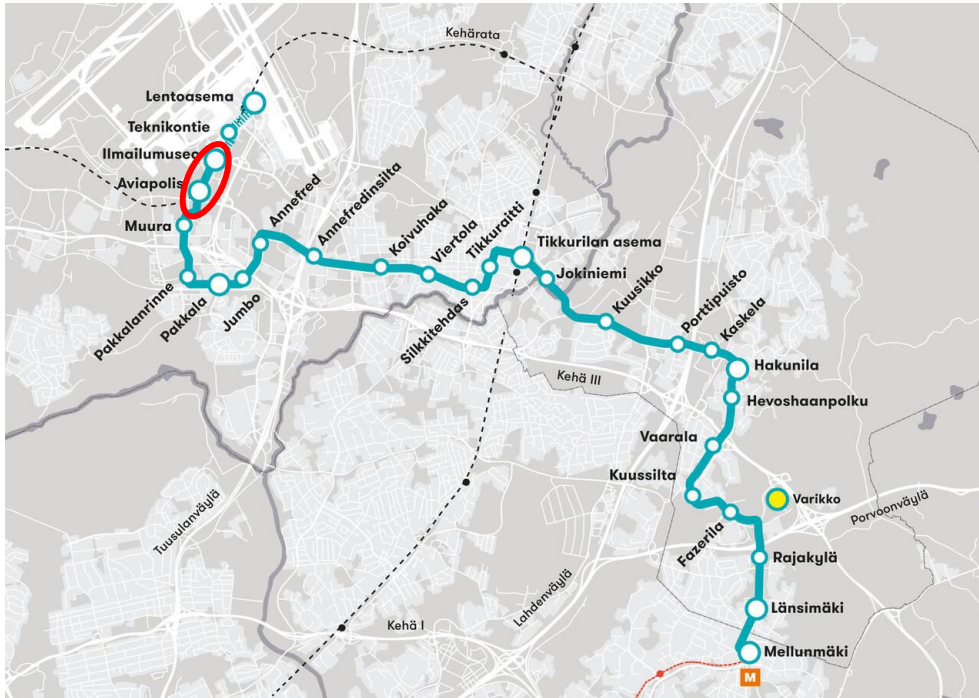 Kehärata
Lentoasema
Teknikontie
Ilmailumuseo
Aviapolis
Muura
Pakkalanrinne
Pakkala
Jumbo
Annefred
Annefredinsilta
Koivuhaka
Viertola
Silkkitehdas
Tikkuraitti
Tikkurilan asema
Jokiniemi
Kuusikko
Porttipuisto
Kaskela
Hakunila
Hevoshaanpolku
Kehä III
Vaarala
Kuussilta
Varikko
Fazerila
Porvoonväylä
Rajakylä
Tuusulanväylä
Lahdenväylä
Kehä I
Länsimäki
Mellunmäki
M